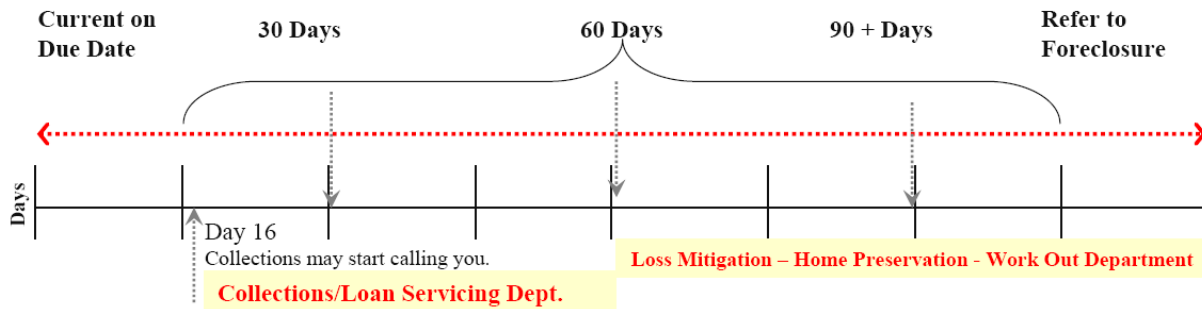 Current on
Due Date
30 Days
60 Days
90 + Days
Refer to
Foreclosure
Days
Day 16
Collections may start calling you.
Collections/Loan Servicing Dept.
Loss Mitigation – Home Preservation - Work Out Department